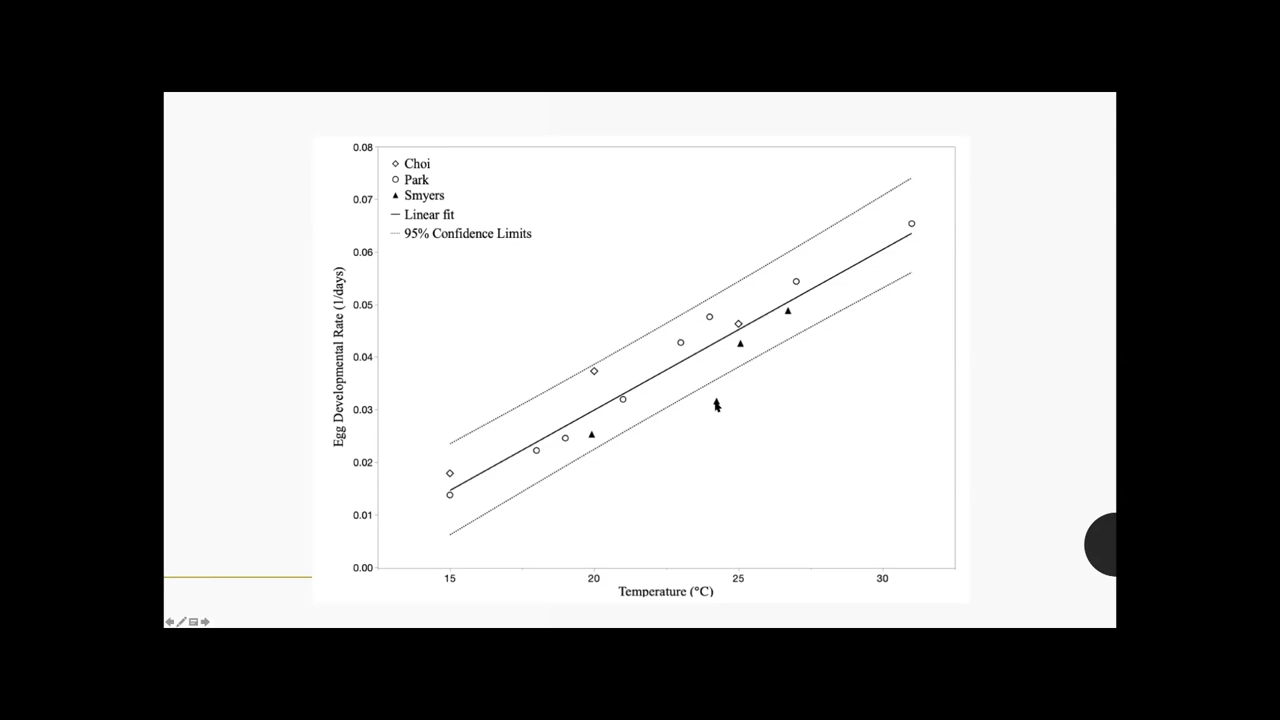 0.08
Choi
Park
Smyers
Linear fit
95% Confidence Limits
0.07
0.06
0.05
0.04
0.03
0.02
0.01
0.00
Egg Developmental Rate (1/days)
15 20 25 30
Temperature (°C)